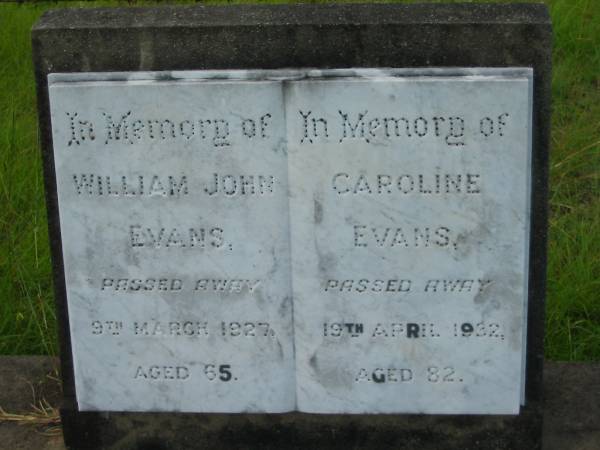 In Memory of
WILLIAM JOHN
EVANS,
PASSED AWAY
9TH MARCH 1927,
AGED 65.
In Memory of
CAROLINE
EVANS,
PASSED AWAY
19TH APRIL 1932,
AGED 82.